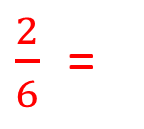 2/6 =